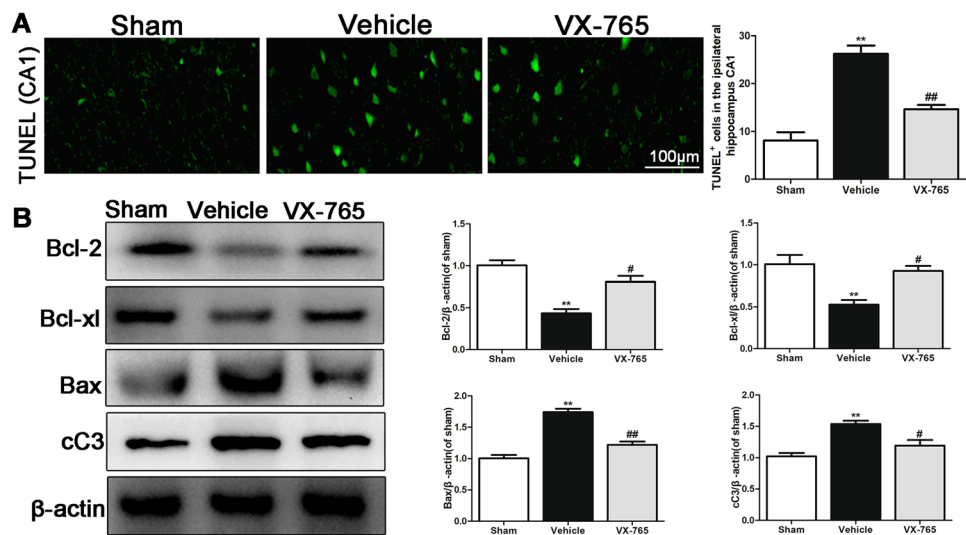 A
Sham
Vehicle
VX-765
TUNEL (CA1)
100μm
TUNEL⁺ cells in the ipsilateral
hippocampus CA1
30
20
10
0
**
##
Sham
Vehicle
VX-765
B
Sham
Vehicle
VX-765
Bcl-2
Bcl-xl
Bax
cC3
β-actin
Bcl-2/β -actin(of sham)
1.5
1.0
0.5
0.0
**
#
Sham
Vehicle
VX-765
Bcl-xl/β -actin(of sham)
1.5
1.0
0.5
0.0
**
#
Sham
Vehicle
VX-765
Bax/β -actin(of sham)
2.0
1.5
1.0
0.5
0.0
**
##
Sham
Vehicle
VX-765
cC3/β -actin(of sham)
2.0
1.5
1.0
0.5
0.0
**
#
Sham
Vehicle
VX-765